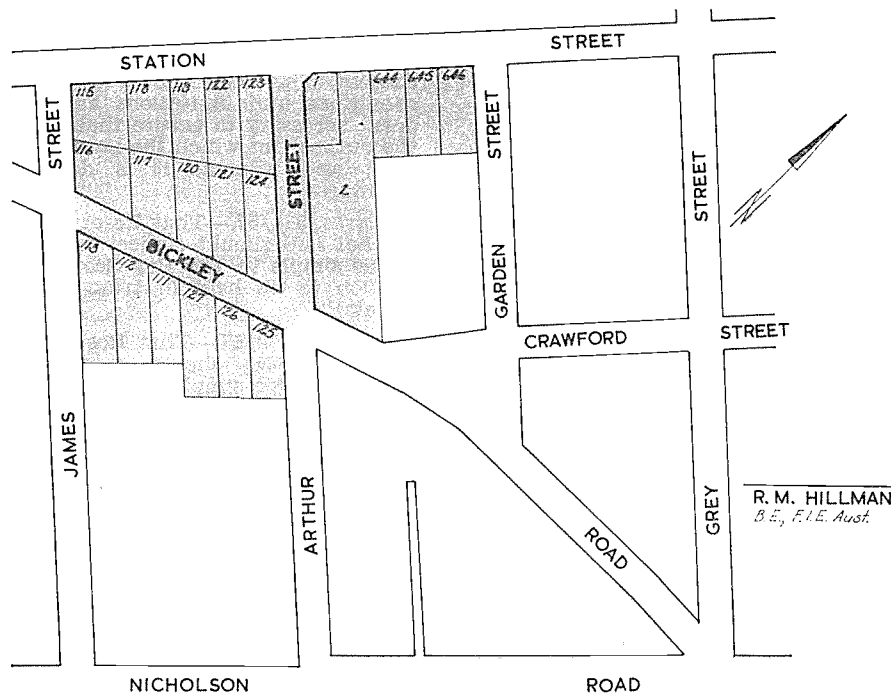 STATION
STREET
115 118 119 122 123
1
644 645 646
STREET
116 117 120 121 124
STREET
2
STREET
STREET
BICKLEY
113 112 111 127 126 125
GARDEN
CRAWFORD
STREET
JAMES
ARTHUR
ROAD
GREY
R. M. HILLMAN
B.E., F.I.E. Aust.
NICHOLSON
ROAD